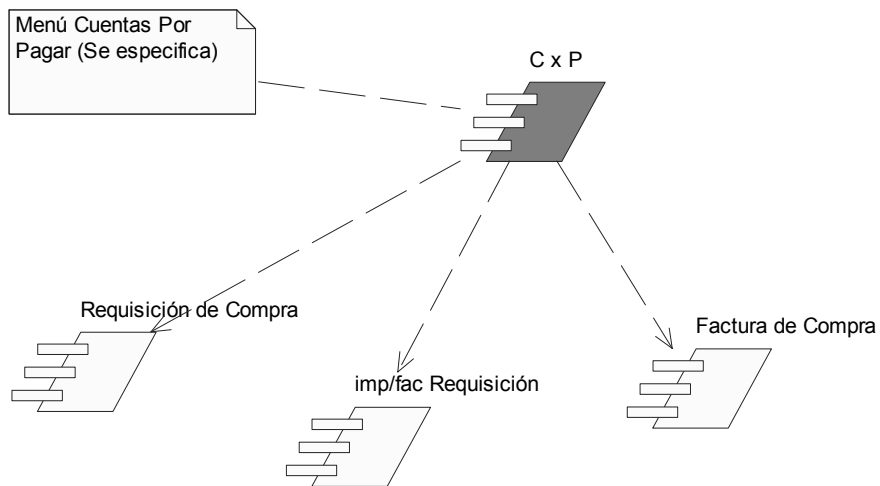 Menú Cuentas Por
Pagar (Se especifica)
C x P
Requisición de Compra
imp/fac Requisición
Factura de Compra